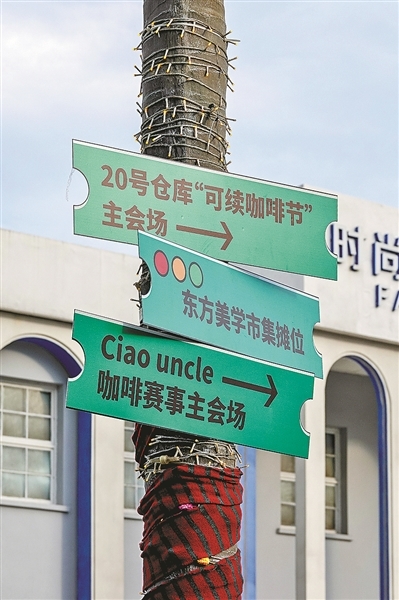 20号仓库“可续咖啡节”
主会场 →
东方美学市集摊位
Ciao uncle →
咖啡赛事主会场
时尚
FA